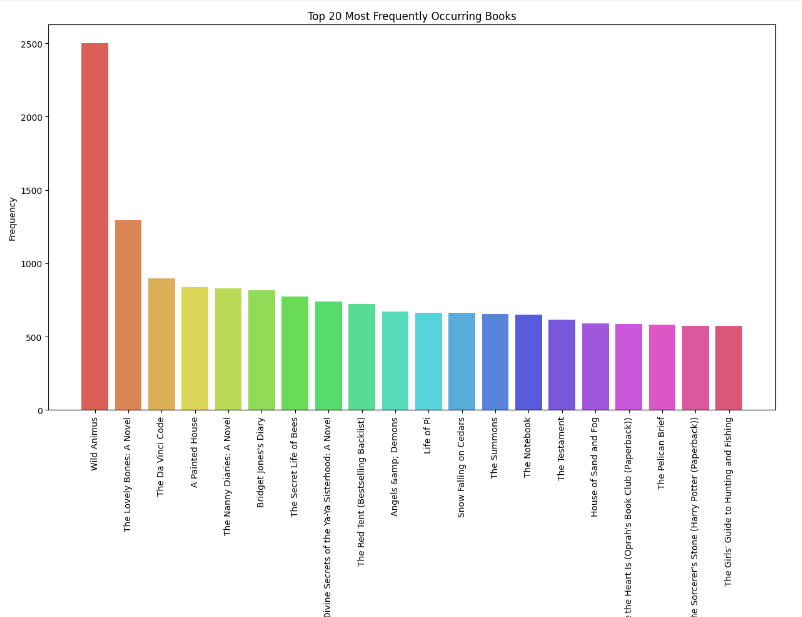 Top 20 Most Frequently Occurring Books
Frequency
2500
2000
1500
1000
500
0
Wild Animus
The Lovely Bones: A Novel
The Da Vinci Code
A Painted House
The Nanny Diaries: A Novel
Bridget Jones's Diary
The Secret Life of Bees
Divine Secrets of the Ya-Ya Sisterhood: A Novel
The Red Tent (Bestselling Backlist)
Angels &amp; Demons
Life of Pi
Snow Falling on Cedars
The Summons
The Notebook
The Testament
House of Sand and Fog
the Heart Is (Oprah's Book Club (Paperback))
The Pelican Brief
Sorcerer's Stone (Harry Potter (Paperback))
The Girls' Guide to Hunting and Fishing